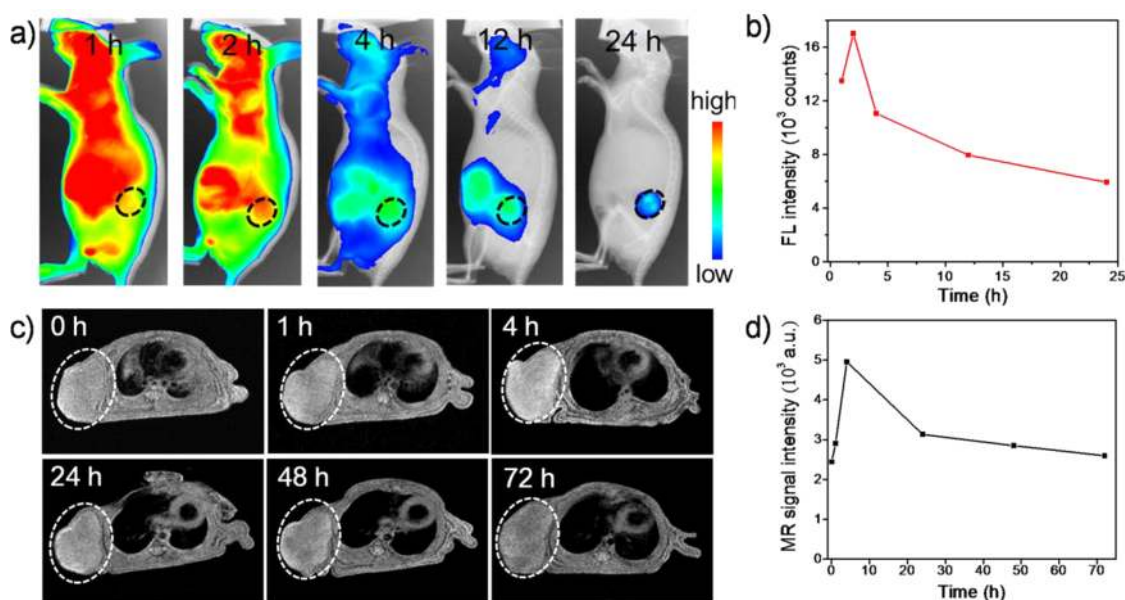 a)
1 h
2 h
4 h
12 h
24 h
high
low
b)
16
12
8
4
0
0
5
10
15
20
25
FL intensity (10³ counts)
Time (h)
c)
0 h
1 h
4 h
24 h
48 h
72 h
d)
6
5
4
3
2
1
0
0
10
20
30
40
50
60
70
MR signal intensity (10³ a.u.)
Time (h)